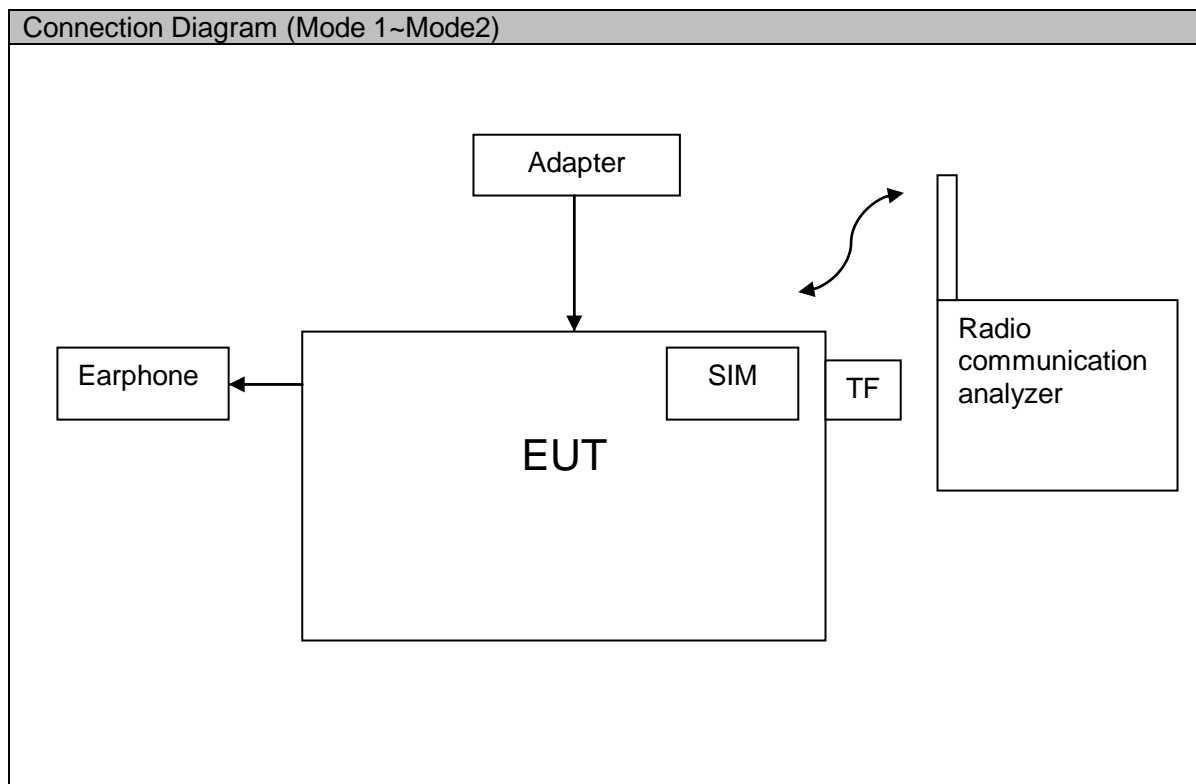 Connection Diagram (Mode 1~Mode2)
Adapter
Radio
communication
analyzer
Earphone
SIM
TF
EUT